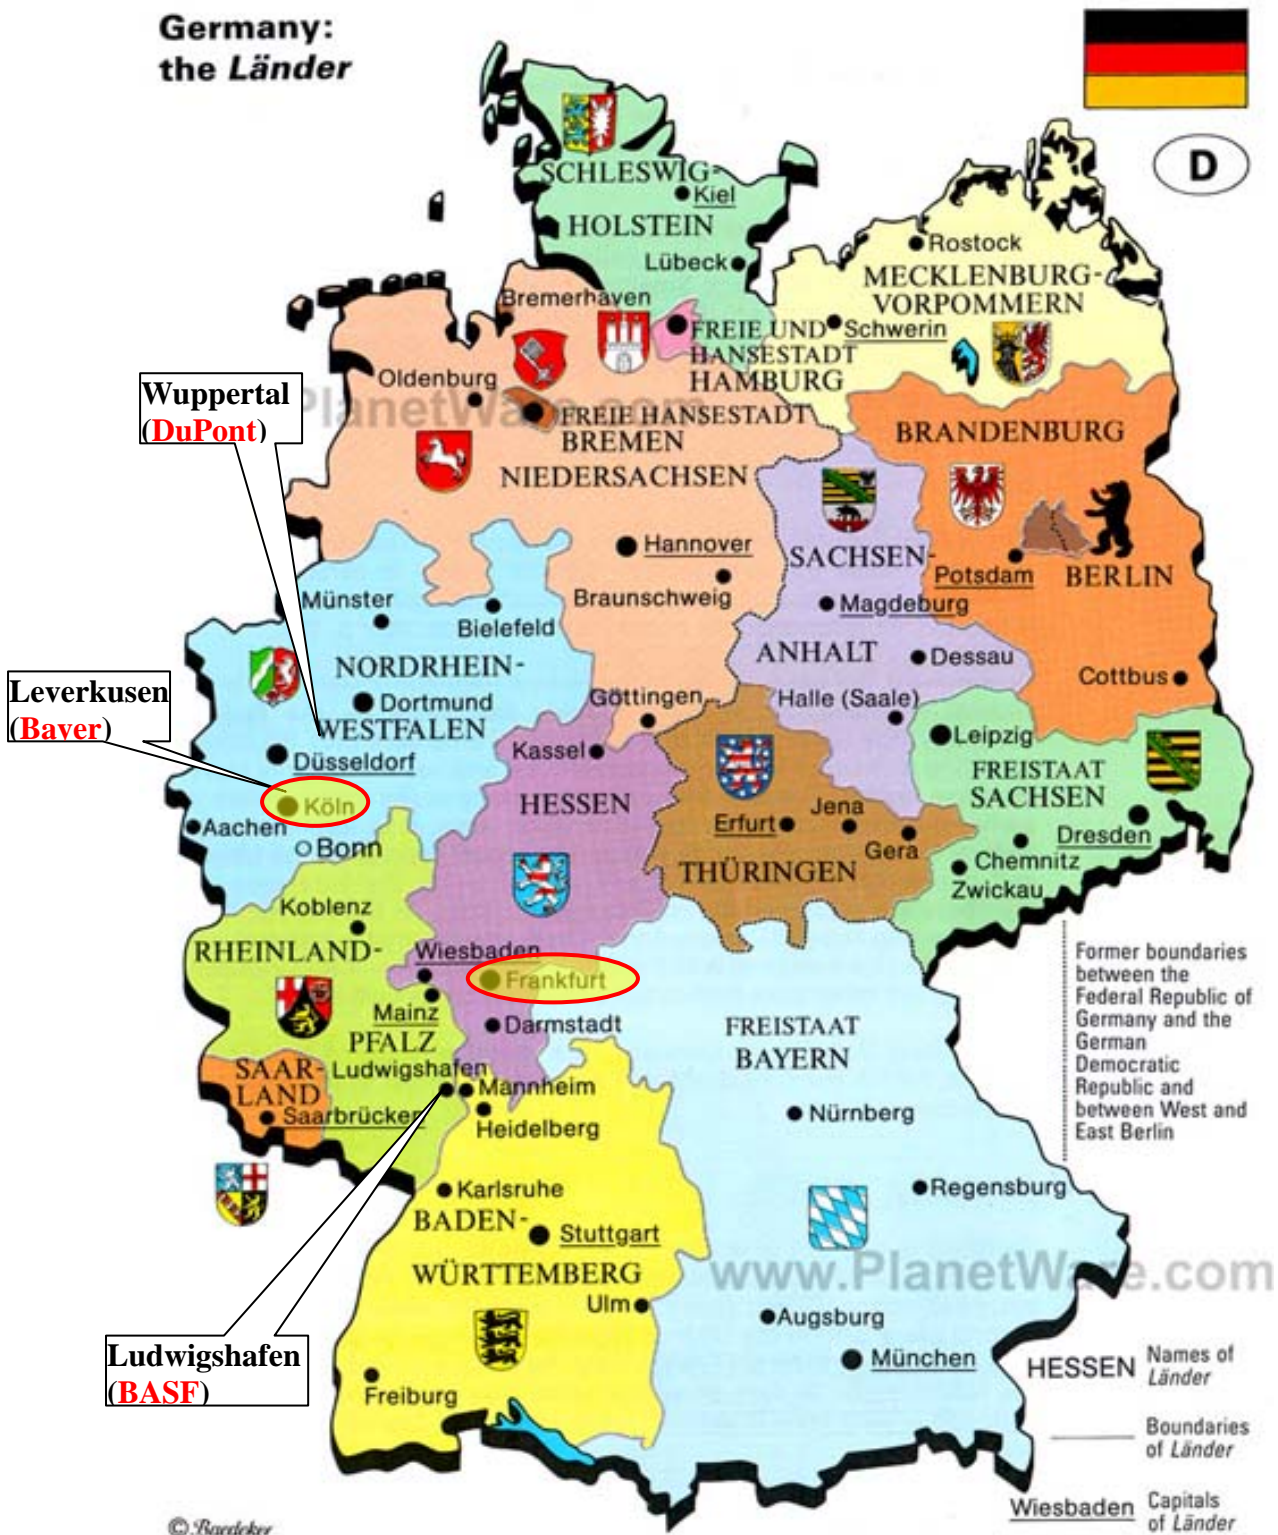 Germany:
the Länder
D
SCHLESWIG-
Kiel
HOLSTEIN
Lübeck
Rostock
MECKLENBURG-
VORPOMMERN
Schwerin
Bremerhaven
FREIE UND
HANSESTADT
HAMBURG
Oldenburg
Wuppertal
(DuPont)
PlanetWare.com
FREIE HANSESTADT
BREMEN
NIEDERSACHSEN
BRANDENBURG
Hannover
SACHSEN-
Potsdam
BERLIN
Braunschweig
Magdeburg
Münster
Bielefeld
ANHALT
Dessau
NORDRHEIN-
Cottbus
Leverkusen
(Bayer)
Dortmund
Göttingen
Halle (Saale)
WESTFALEN
Kassel
Leipzig
Düsseldorf
FREISTAAT
SACHSEN
HESSEN
Köln
Jena
Aachen
Erfurt
Gera
Dresden
Bonn
Chemnitz
THÜRINGEN
Zwickau
Koblenz
RHEINLAND-
Wiesbaden
Frankfurt
Mainz
Darmstadt
PFALZ
FREISTAAT
BAYERN
Former boundaries
between the
Federal Republic of
Germany and the
German
Democratic
Republic and
between West and
East Berlin
SAAR-
LAND
Ludwigshafen
Mannheim
Saarbrücken
Heidelberg
Nürnberg
Karlsruhe
Regensburg
BADEN-
Stuttgart
WÜRTTEMBERG
www.PlanetWare.com
Ulm
Augsburg
Ludwigshafen
(BASF)
München
Freiburg
HESSEN Names of
Länder
Boundaries
of Länder
Wiesbaden Capitals
of Länder
© Baedeker